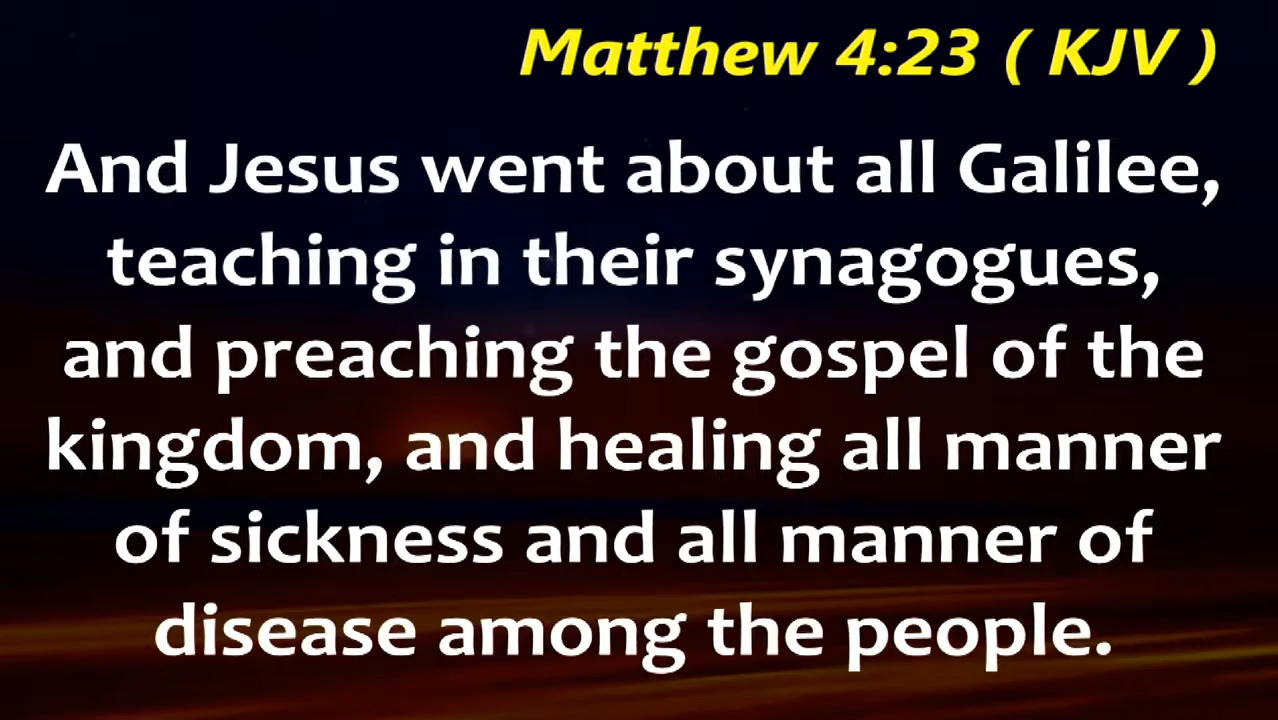 Matthew 4:23 ( KJV )
And Jesus went about all Galilee,
teaching in their synagogues,
and preaching the gospel of the
kingdom, and healing all manner
of sickness and all manner of
disease among the people.